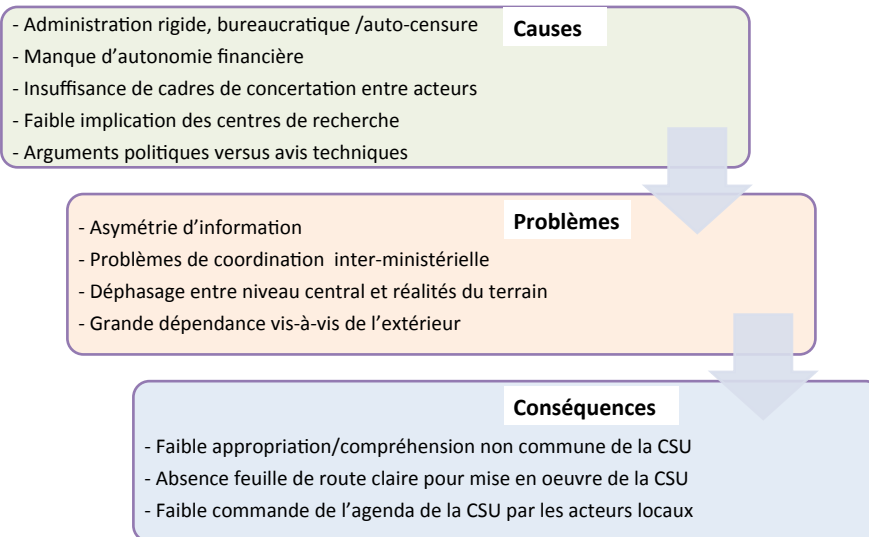 Causes
- Administration rigide, bureaucratique /auto-censure
- Manque d’autonomie financière
- Insuffisance de cadres de concertation entre acteurs
- Faible implication des centres de recherche
- Arguments politiques versus avis techniques
Problèmes
- Asymétrie d’information
- Problèmes de coordination inter-ministérielle
- Déphasage entre niveau central et réalités du terrain
- Grande dépendance vis-à-vis de l’extérieur
Conséquences
- Faible appropriation/compréhension non commune de la CSU
- Absence feuille de route claire pour mise en oeuvre de la CSU
- Faible commande de l’agenda de la CSU par les acteurs locaux